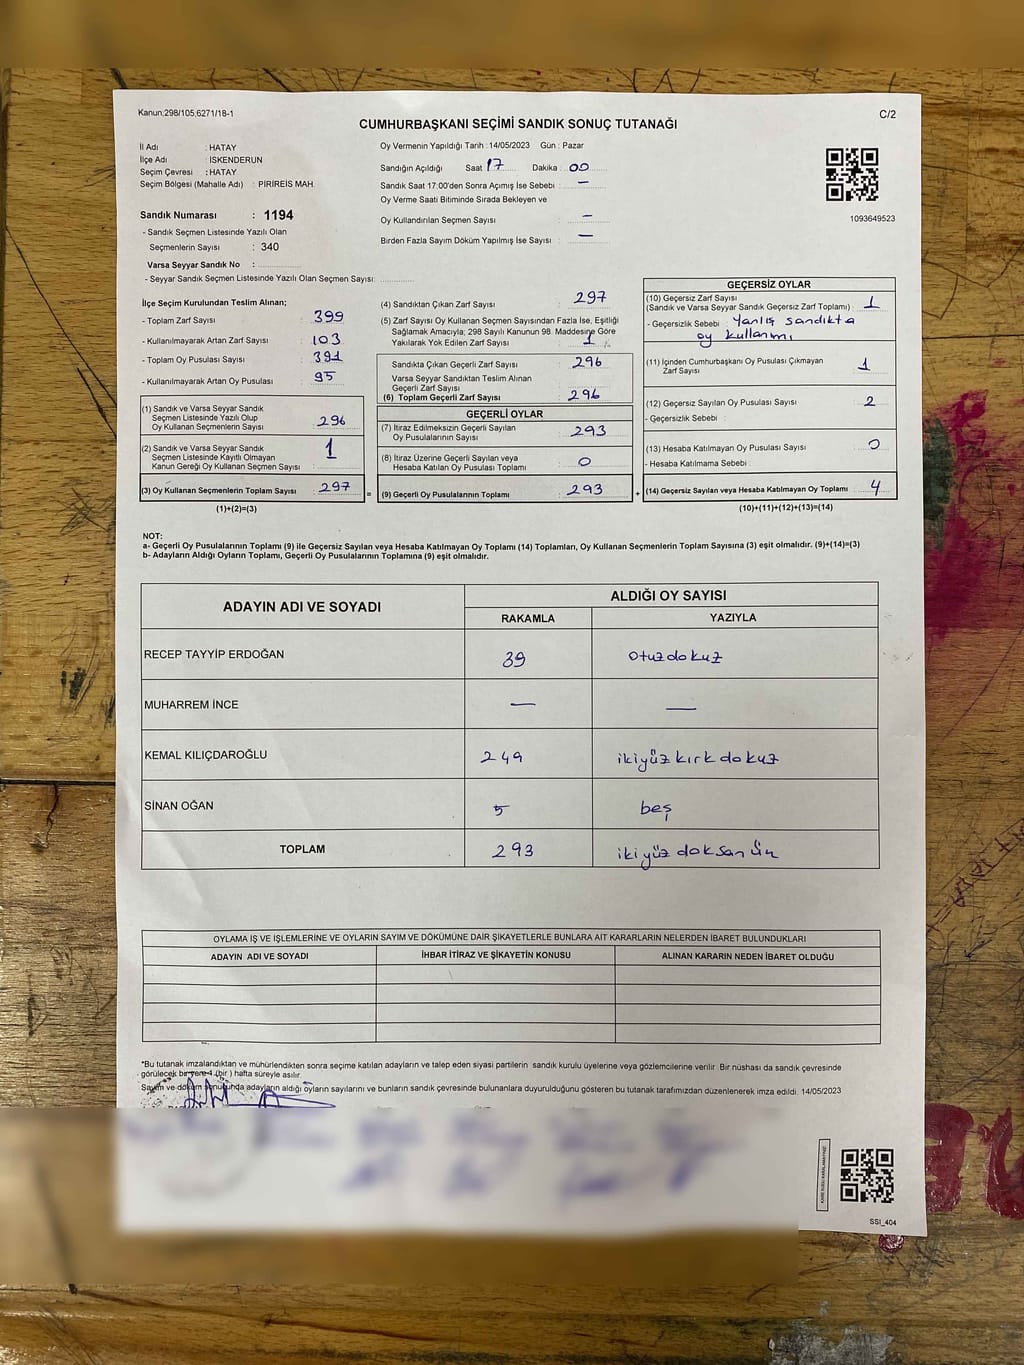 Kanun:298/105,6271/18-1
C/2
CUMHURBAŞKANI SEÇİMİ SANDIK SONUÇ TUTANAĞI
İl Adı : HATAY
İlçe Adı : İSKENDERUN
Seçim Çevresi : HATAY
Seçim Bölgesi (Mahalle Adı) : PİRİREİS MAH.
Sandık Numarası : 1194
- Sandık Seçmen Listesinde Yazılı Olan
Seçmenlerin Sayısı : 340
Varsa Seyyar Sandık No :
- Seyyar Sandık Seçmen Listesinde Yazılı Olan Seçmen Sayısı:
Oy Vermenin Yapıldığı Tarih : 14/05/2023 Gün : Pazar
Sandığın Açıldığı Saat 17 Dakika : 00
Sandık Saat 17:00'den Sonra Açımış İse Sebebi : —
Oy Verme Saati Bitiminde Sırada Bekleyen ve
Oy Kullandırılan Seçmen Sayısı : —
Birden Fazla Sayım Döküm Yapılmış İse Sayısı : —
1093649523
İlçe Seçim Kurulundan Teslim Alınan;
- Toplam Zarf Sayısı : 399
- Kullanılmayarak Artan Zarf Sayısı : 103
- Toplam Oy Pusulası Sayısı : 391
- Kullanılmayarak Artan Oy Pusulası : 95
(1) Sandık ve Varsa Seyyar Sandık
Seçmen Listesinde Yazılı Olup
Oy Kullanan Seçmenlerin Sayısı : 296
(2) Sandık ve Varsa Seyyar Sandık
Seçmen Listesinde Kayıtlı Olmayan
Kanun Gereği Oy Kullanan Seçmen Sayısı : 1
(3) Oy Kullanan Seçmenlerin Toplam Sayısı : 297
(1)+(2)=(3)
(4) Sandıktan Çıkan Zarf Sayısı : 297
(5) Zarf Sayısı Oy Kullanan Seçmen Sayısından Fazla İse, Eşitliği
Sağlamak Amacıyla; 298 Sayılı Kanunun 98. Maddesine Göre
Yakılarak Yok Edilen Zarf Sayısı : 1
Sandıkta Çıkan Geçerli Zarf Sayısı : 296
Varsa Seyyar Sandıktan Teslim Alınan
Geçerli Zarf Sayısı
(6) Toplam Geçerli Zarf Sayısı : 296
GEÇERLİ OYLAR
(7) İtiraz Edilmeksizin Geçerli Sayılan
Oy Pusulalarının Sayısı : 293
(8) İtiraz Üzerine Geçerli Sayılan veya
Hesaba Katılan Oy Pusulası Toplamı : 0
= (9) Geçerli Oy Pusulalarının Toplamı : 293
GEÇERSİZ OYLAR
(10) Geçersiz Zarf Sayısı
(Sandık ve Varsa Seyyar Sandık Geçersiz Zarf Toplamı) : 1
- Geçersizlik Sebebi : Yanlış sandıkta
oy kullanımı
(11) İçinden Cumhurbaşkanı Oy Pusulası Çıkmayan
Zarf Sayısı : 1
(12) Geçersiz Sayılan Oy Pusulası Sayısı : 2
- Geçersizlik Sebebi :
(13) Hesaba Katılmayan Oy Pusulası Sayısı : 0
- Hesaba Katılmama Sebebi :
+ (14) Geçersiz Sayılan veya Hesaba Katılmayan Oy Toplamı : 4
(10)+(11)+(12)+(13)=(14)
NOT:
a- Geçerli Oy Pusulalarının Toplamı (9) ile Geçersiz Sayılan veya Hesaba Katılmayan Oy Toplamı (14) Toplamları, Oy Kullanan Seçmenlerin Toplam Sayısına (3) eşit olmalıdır. (9)+(14)=(3)
b- Adayların Aldığı Oyların Toplamı, Geçerli Oy Pusulalarının Toplamına (9) eşit olmalıdır.
ADAYIN ADI VE SOYADI
ALDIĞI OY SAYISI
RAKAMLA YAZIYLA
RECEP TAYYİP ERDOĞAN 39 otuzdokuz
MUHARREM İNCE — —
KEMAL KILIÇDAROĞLU 249 ikiyüzkırkdokuz
SİNAN OĞAN 5 beş
TOPLAM 293 ikiyüz doksan üç
OYLAMA İŞ VE İŞLEMLERİNE VE OYLARIN SAYIM VE DÖKÜMÜNE DAİR ŞİKAYETLERLE BUNLARA AİT KARARLARIN NELERDEN İBARET BULUNDUKLARI
ADAYIN ADI VE SOYADI İHBAR İTİRAZ VE ŞİKAYETİN KONUSU ALINAN KARARIN NEDEN İBARET OLDUĞU
*Bu tutanak imzalandıktan ve mühürlendikten sonra seçime katılan adayların ve talep eden siyasi partilerin sandık kurulu üyelerine veya gözlemcilerine verilir. Bir nüshası da sandık çevresinde
görülecek bir yere 1 (bir ) hafta süreyle asılır.
Sayım ve döküm sonucunda adayların aldığı oyların sayılarını ve bunların sandık çevresinde bulunanlara duyurulduğunu gösteren bu tutanak tarafımızdan düzenlenerek imza edildi. 14/05/2023
SSI_404